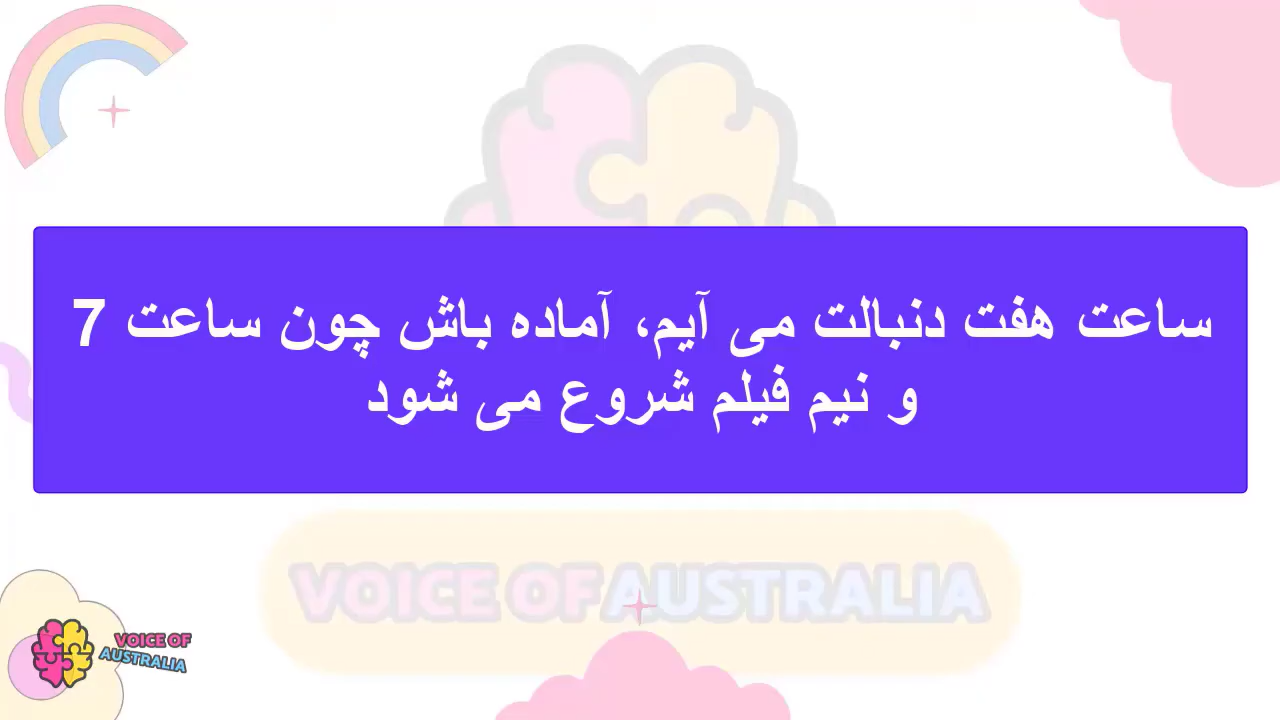 ساعت هفت دنبالت می آیم، آماده باش چون ساعت 7
و نیم فیلم شروع می شود
VOICE OF AUSTRALIA
VOICE OF
AUSTRALIA